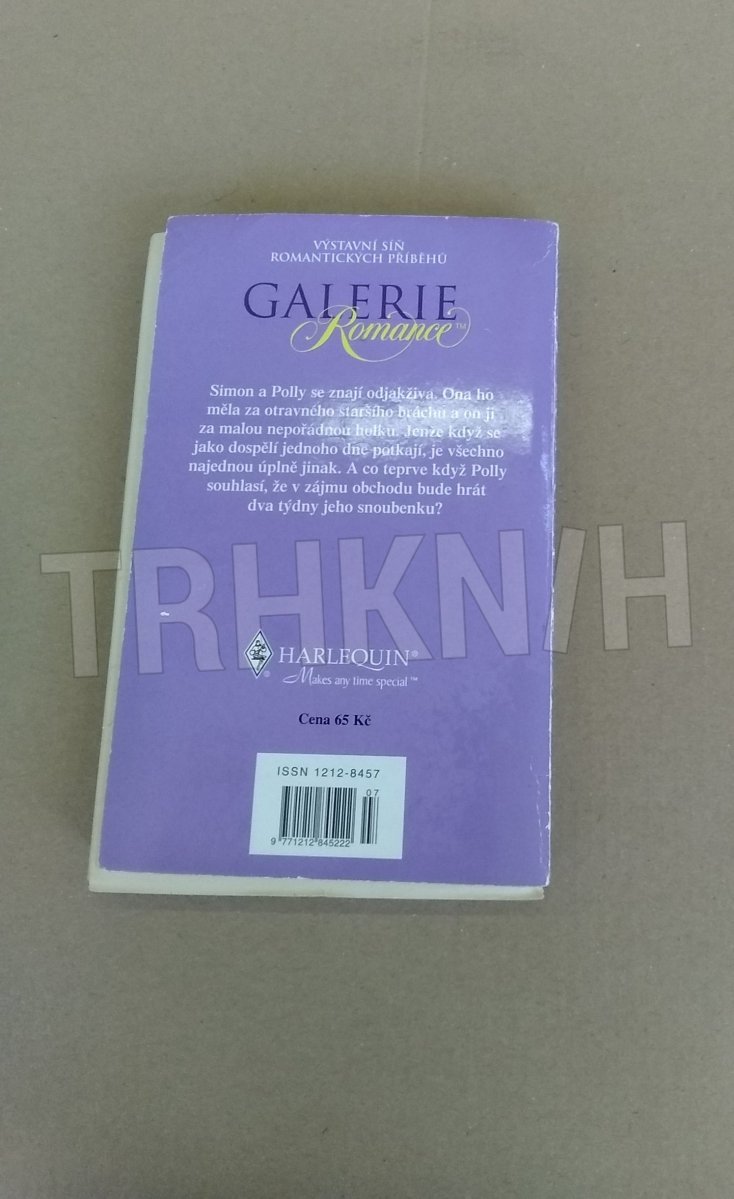 VÝSTAVNÍ SÍŇ
ROMANTICKÝCH PŘÍBĚHŮ
GALERIE
Romance™
Simon a Polly se znají odjakživa. Ona ho
měla za otravného staršího bráchu a on ji
za malou nepořádnou holku. Jenže když se
jako dospělí jednoho dne potkají, je všechno
najednou úplně jinak. A co teprve když Polly
souhlasí, že v zájmu obchodu bude hrát
dva týdny jeho snoubenku?
TRHKNIH
HARLEQUIN®
Makes any time special™
Cena 65 Kč
ISSN 1212-8457
07
9 771212 845222